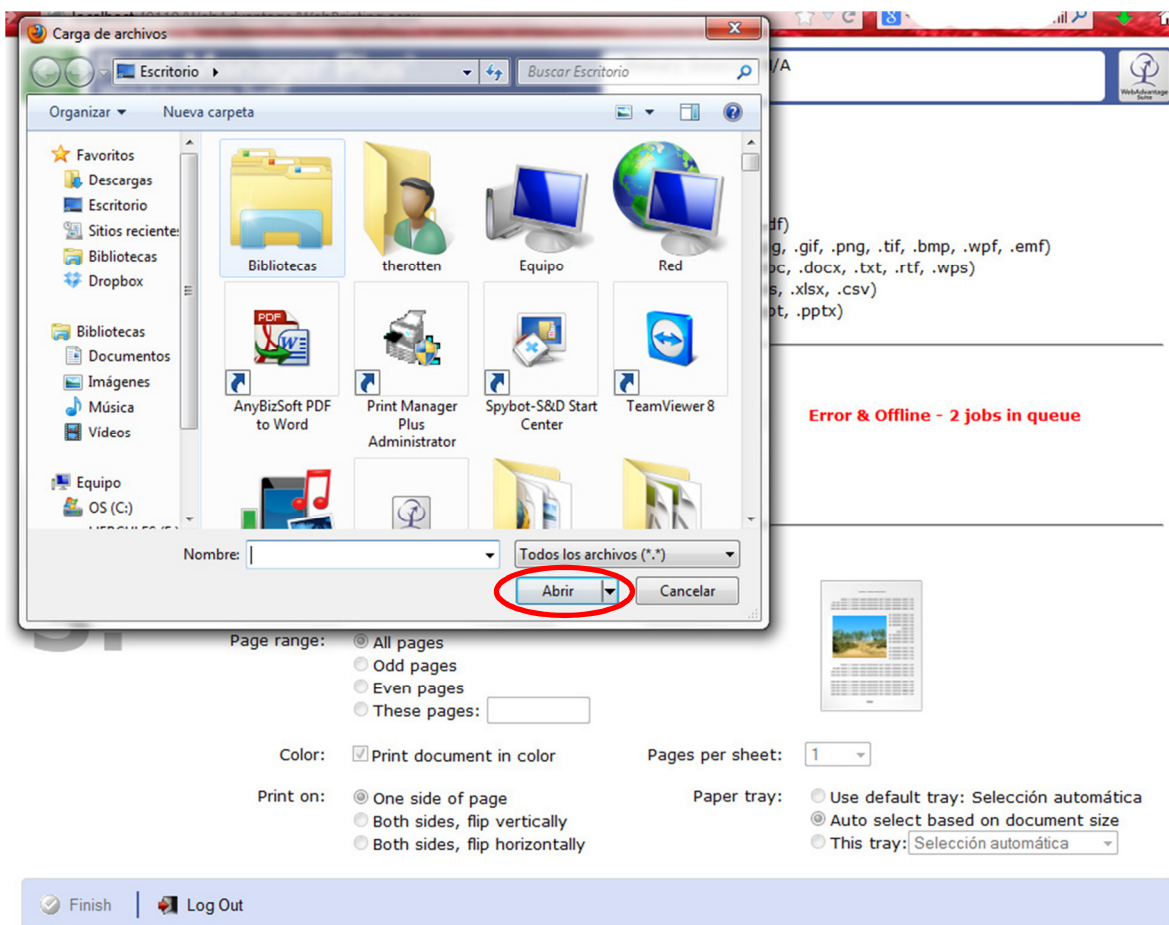 Carga de archivos
Escritorio
Buscar Escritorio
/A
WebAdvantage
Suite
Organizar
Nueva carpeta
Favoritos
Descargas
Escritorio
Sitios recientes
Bibliotecas
Dropbox
Bibliotecas
Documentos
Imágenes
Música
Vídeos
Equipo
OS (C:)
Bibliotecas
therotten
Equipo
Red
PDF
W
AnyBizSoft PDF
to Word
Print Manager
Plus
Administrator
Spybot-S&D Start
Center
TeamViewer 8
df)
g, .gif, .png, .tif, .bmp, .wpf, .emf)
oc, .docx, .txt, .rtf, .wps)
s, .xlsx, .csv)
pt, .pptx)
Error & Offline - 2 jobs in queue
Nombre:
Todos los archivos (*.*)
Abrir
Cancelar
3.
Page range:
All pages
Odd pages
Even pages
These pages:
Color:
Print document in color
Pages per sheet:
1
Print on:
One side of page
Both sides, flip vertically
Both sides, flip horizontally
Paper tray:
Use default tray: Selección automática
Auto select based on document size
This tray: Selección automática
Finish
Log Out